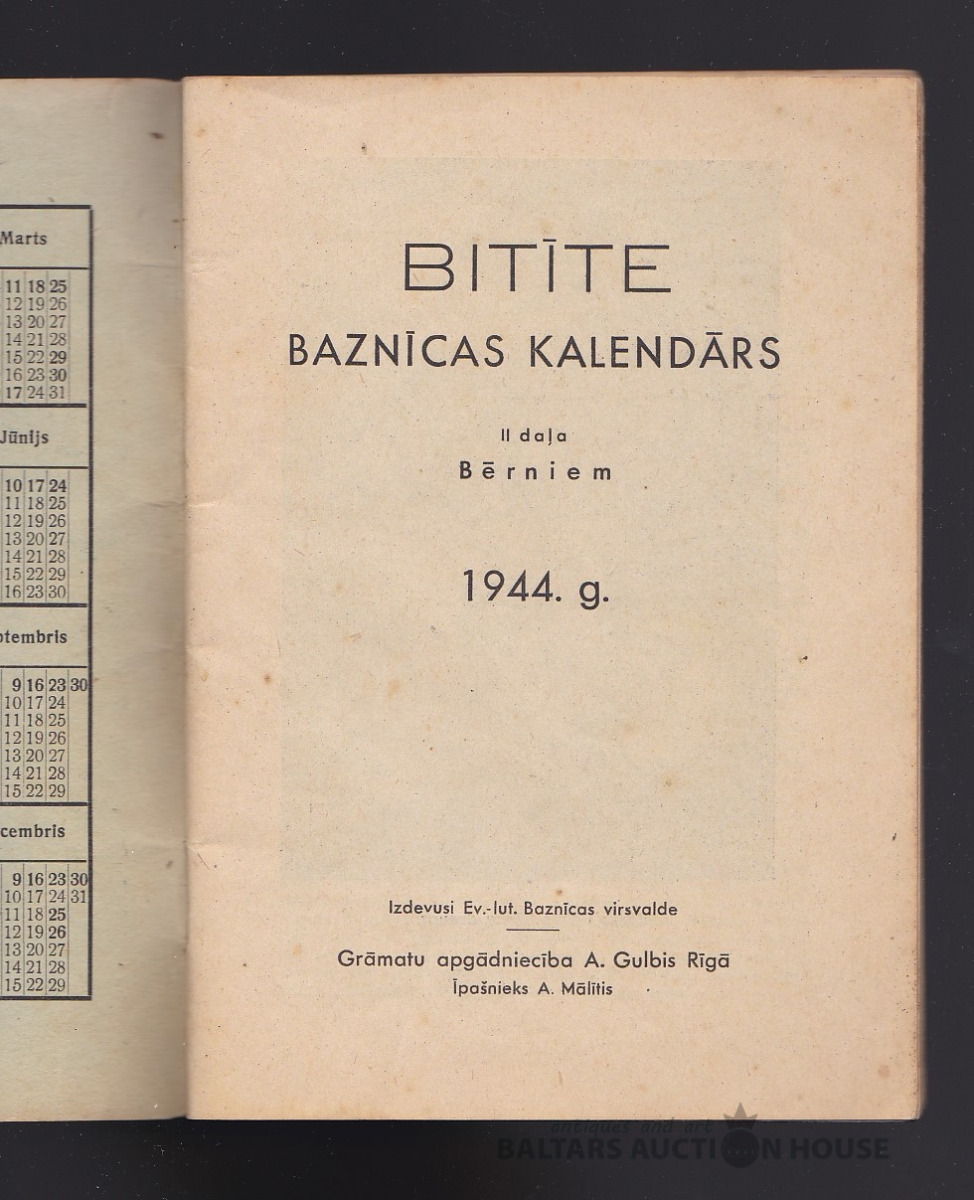 Marts
11 18 25
12 19 26
13 20 27
14 21 28
15 22 29
16 23 30
17 24 31
Jūnijs
10 17 24
11 18 25
12 19 26
13 20 27
14 21 28
15 22 29
16 23 30
ptembris
9 16 23 30
10 17 24
11 18 25
12 19 26
13 20 27
14 21 28
15 22 29
cembris
9 16 23 30
10 17 24 31
11 18 25
12 19 26
13 20 27
14 21 28
15 22 29
BITĪTE
BAZNĪCAS KALENDĀRS
II daļa
Bērniem
1944. g.
Izdevusi Ev.-lut. Baznīcas virsvalde
Grāmatu apgādniecība A. Gulbis Rīgā
Īpašnieks A. Mālītis
antiques and art
BALTARS AUCTION HOUSE